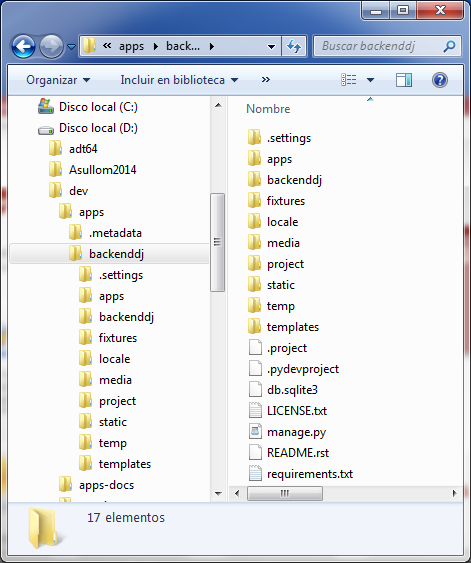 « apps ▸ back... ▸
Buscar backenddj
Organizar
Incluir en biblioteca
»
Disco local (C:)
Disco local (D:)
adt64
Asullom2014
dev
apps
.metadata
backenddj
.settings
apps
backenddj
fixtures
locale
media
project
static
temp
templates
apps-docs
Nombre
.settings
apps
backenddj
fixtures
locale
media
project
static
temp
templates
.project
.pydevproject
db.sqlite3
LICENSE.txt
manage.py
README.rst
requirements.txt
17 elementos